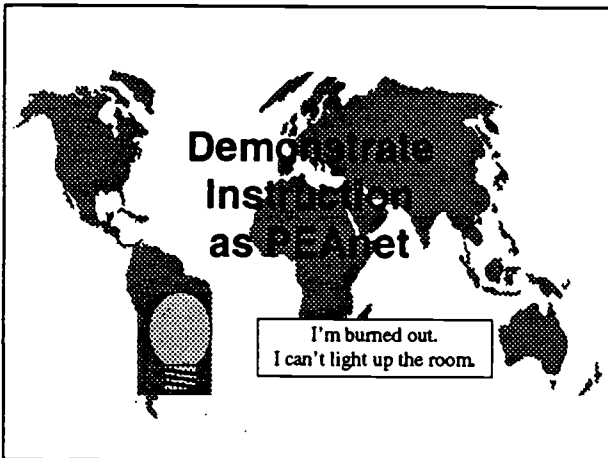 Demonstrate
Instruction
as PEAnet
I'm burned out.
I can't light up the room.